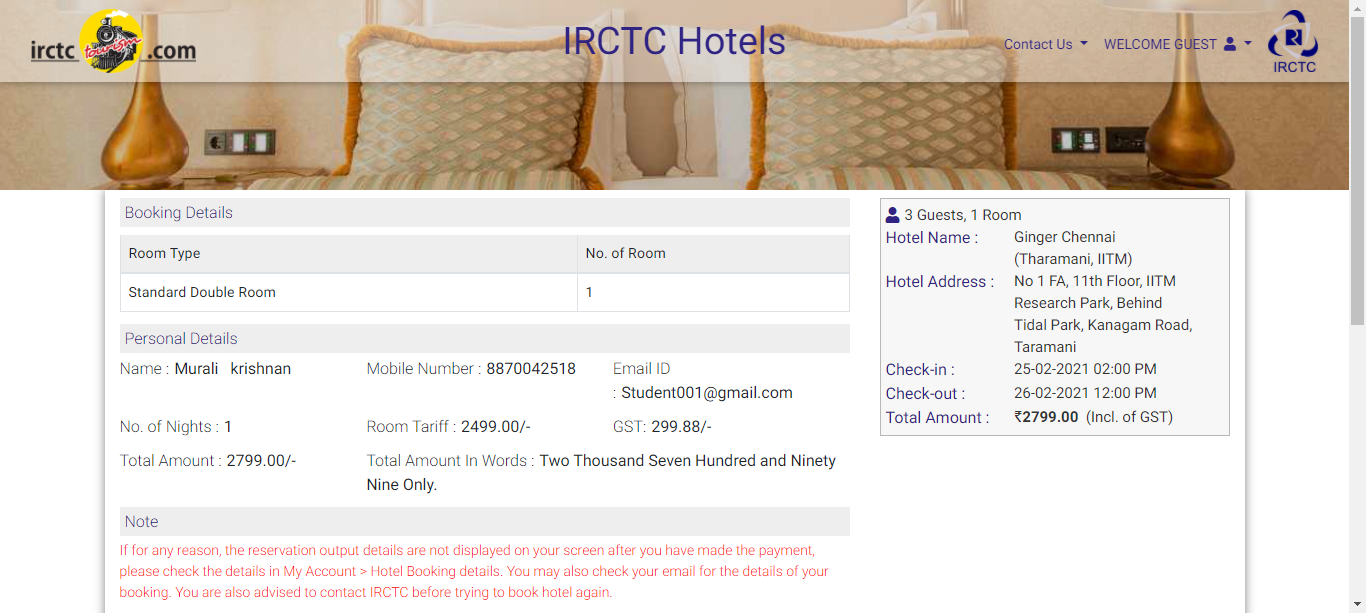 irctc tourism .com
IRCTC Hotels
Contact Us
WELCOME GUEST
IRCTC
Booking Details
Room Type
No. of Room
Standard Double Room
1
Personal Details
Name : Murali krishnan
Mobile Number : 8870042518
Email ID
: Student001@gmail.com
No. of Nights : 1
Room Tariff : 2499.00/-
GST: 299.88/-
Total Amount : 2799.00/-
Total Amount In Words : Two Thousand Seven Hundred and Ninety
Nine Only.
Note
If for any reason, the reservation output details are not displayed on your screen after you have made the payment,
please check the details in My Account > Hotel Booking details. You may also check your email for the details of your
booking. You are also advised to contact IRCTC before trying to book hotel again.
3 Guests, 1 Room
Hotel Name : Ginger Chennai
(Tharamani, IITM)
Hotel Address : No 1 FA, 11th Floor, IITM
Research Park, Behind
Tidal Park, Kanagam Road,
Taramani
Check-in : 25-02-2021 02:00 PM
Check-out : 26-02-2021 12:00 PM
Total Amount : ₹2799.00 (Incl. of GST)